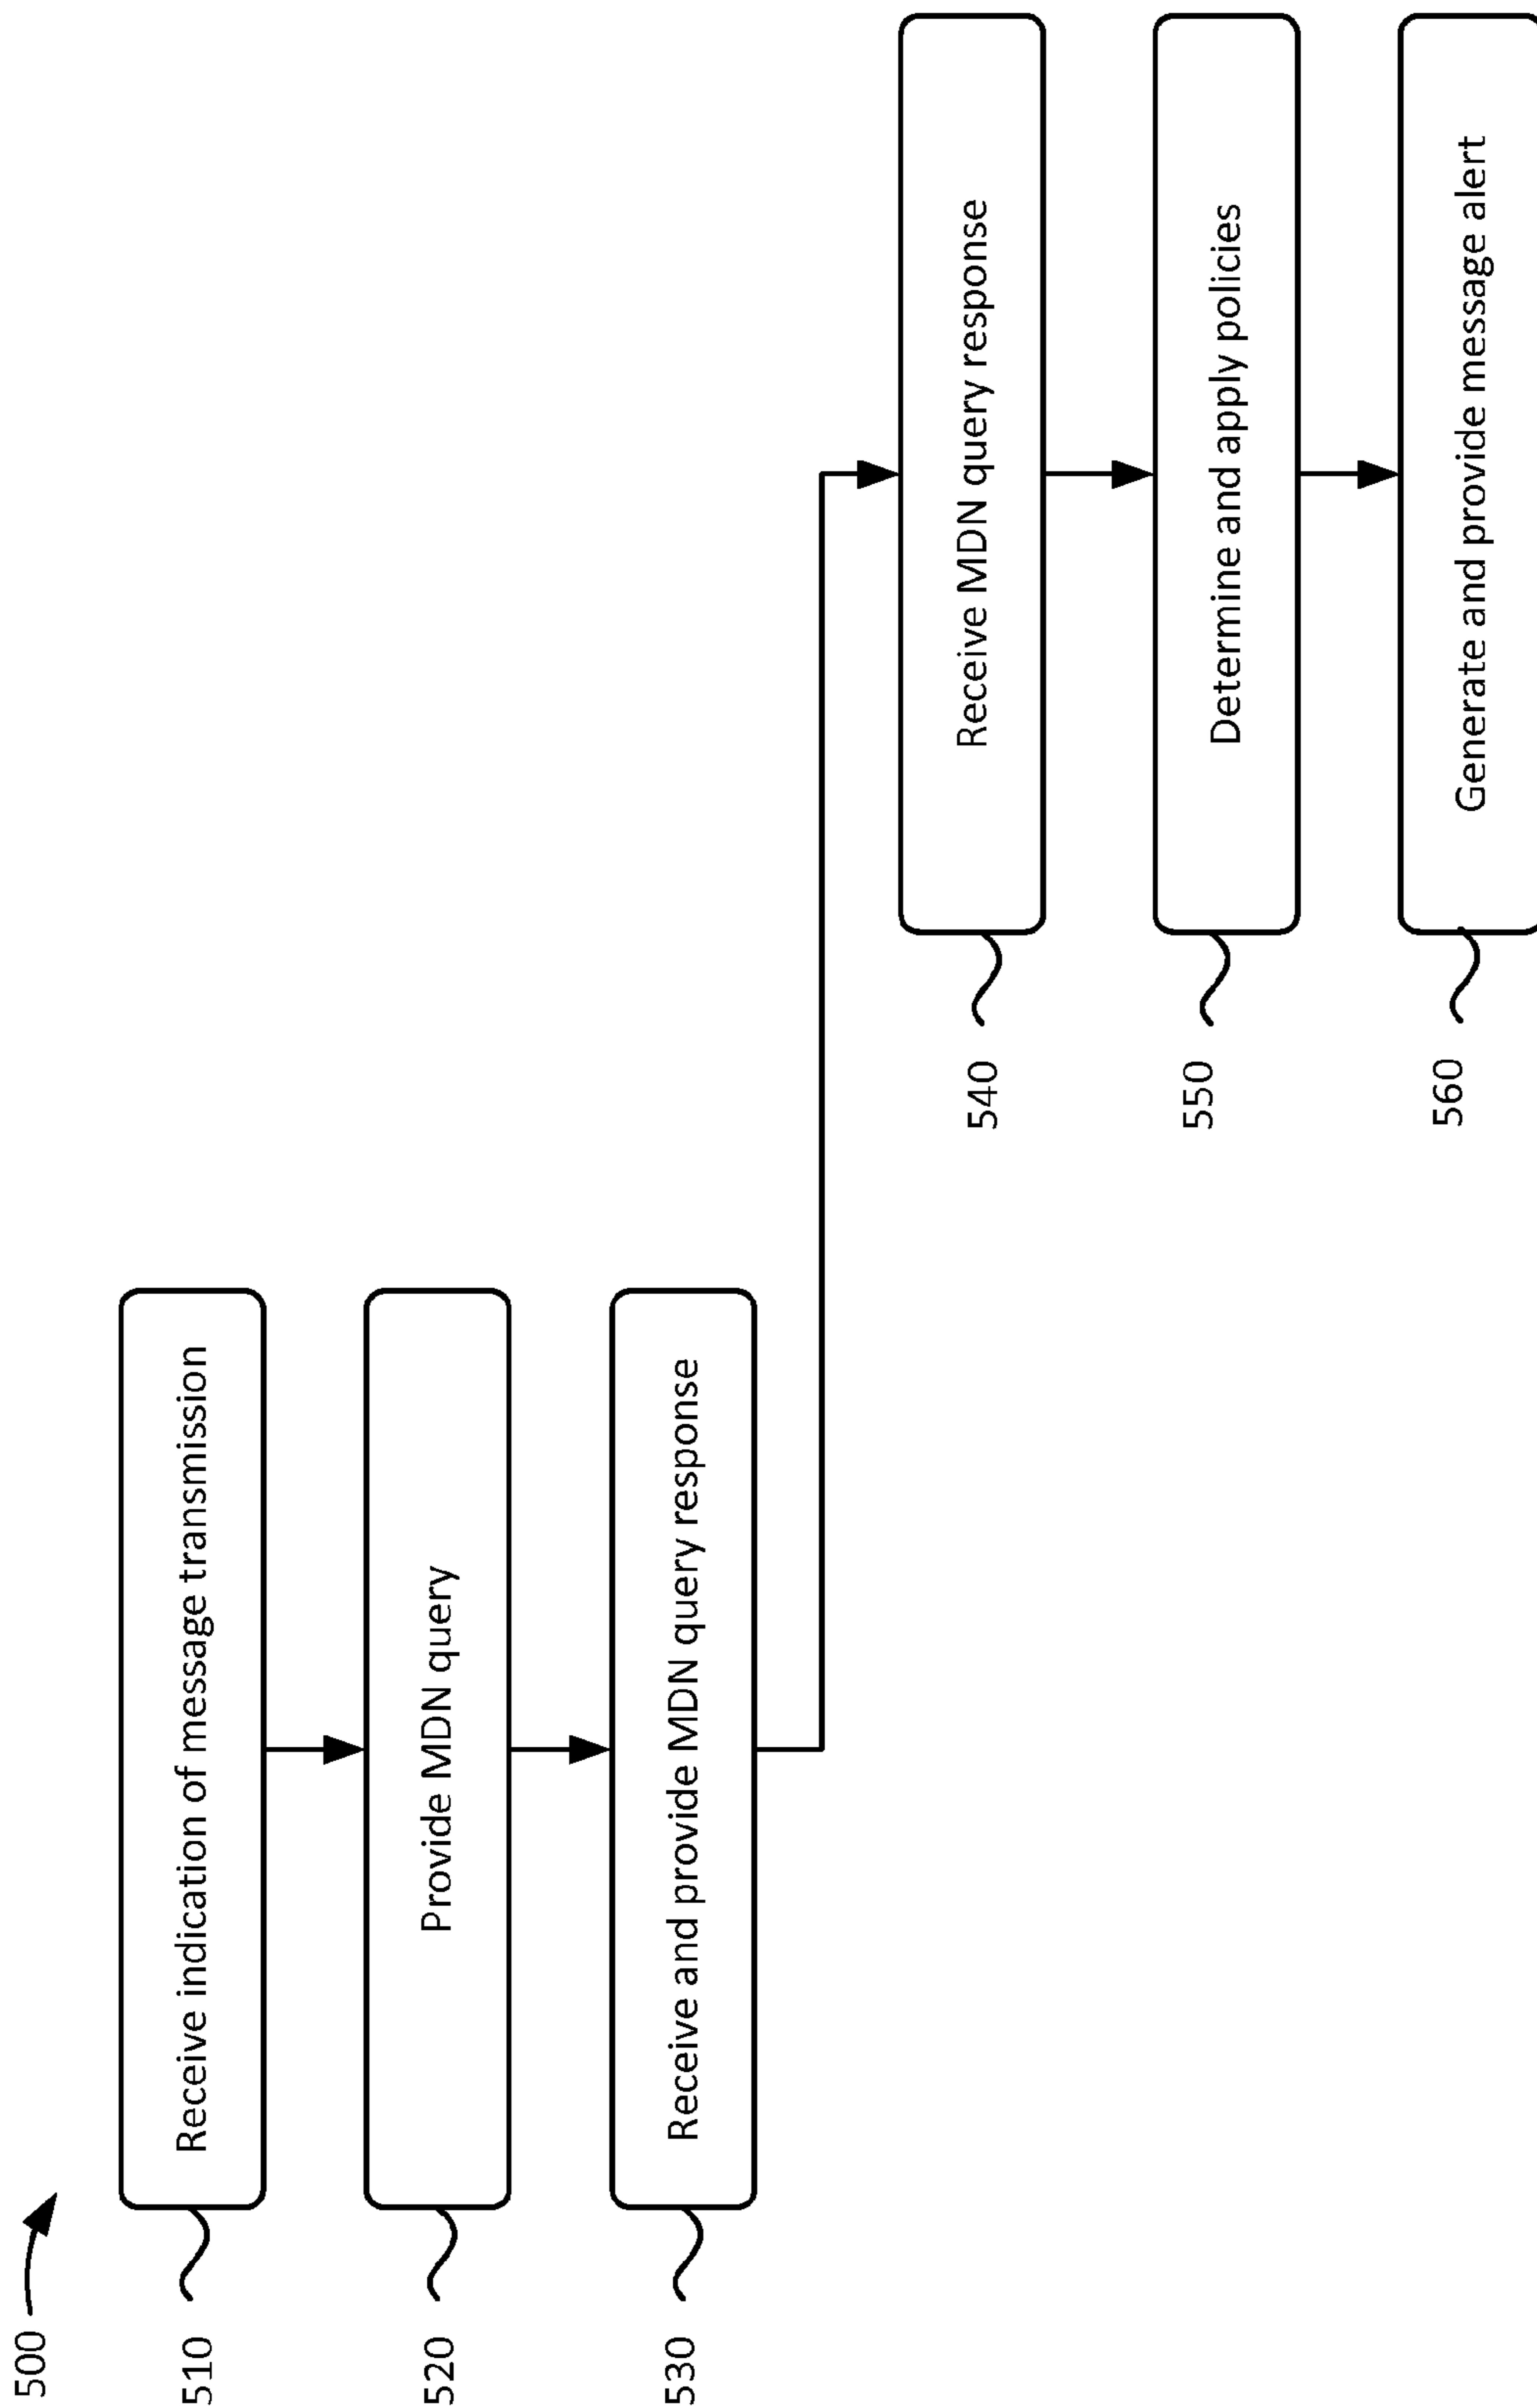 500
510
Receive indication of message transmission
520
Provide MDN query
530
Receive and provide MDN query response
540
Receive MDN query response
550
Determine and apply policies
560
Generate and provide message alert